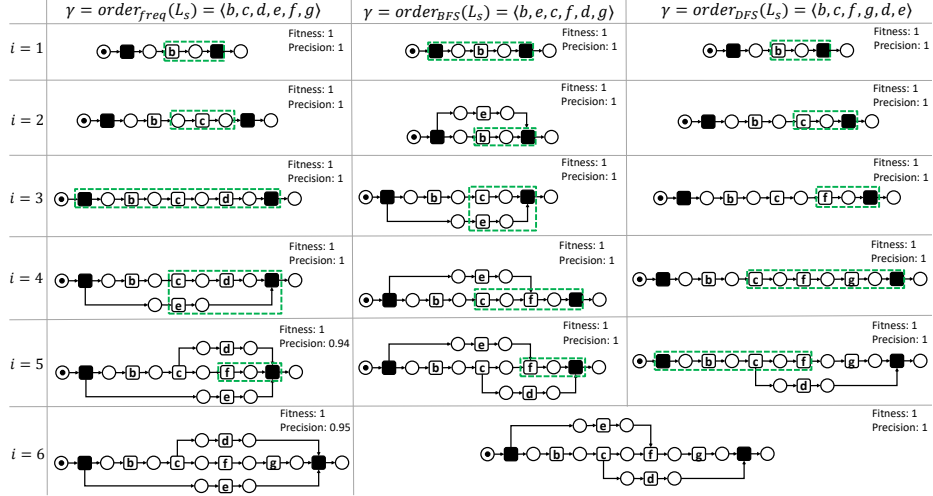 γ = order_freq(L_s) = ⟨b, c, d, e, f, g⟩
γ = order_BFS(L_s) = ⟨b, e, c, f, d, g⟩
γ = order_DFS(L_s) = ⟨b, c, f, g, d, e⟩
i = 1
Fitness: 1
Precision: 1
b
Fitness: 1
Precision: 1
b
Fitness: 1
Precision: 1
b
i = 2
Fitness: 1
Precision: 1
b c
Fitness: 1
Precision: 1
e
b
Fitness: 1
Precision: 1
b c
i = 3
Fitness: 1
Precision: 1
b c d
Fitness: 1
Precision: 1
b c
e
Fitness: 1
Precision: 1
b c f
i = 4
Fitness: 1
Precision: 1
b c d
e
Fitness: 1
Precision: 1
e
b c f
Fitness: 1
Precision: 1
b c f g
i = 5
Fitness: 1
Precision: 0.94
d
b c f
e
Fitness: 1
Precision: 1
e
b c f
d
Fitness: 1
Precision: 1
b c f g
d
i = 6
Fitness: 1
Precision: 0.95
d
b c f g
e
Fitness: 1
Precision: 1
e
b c f g
d